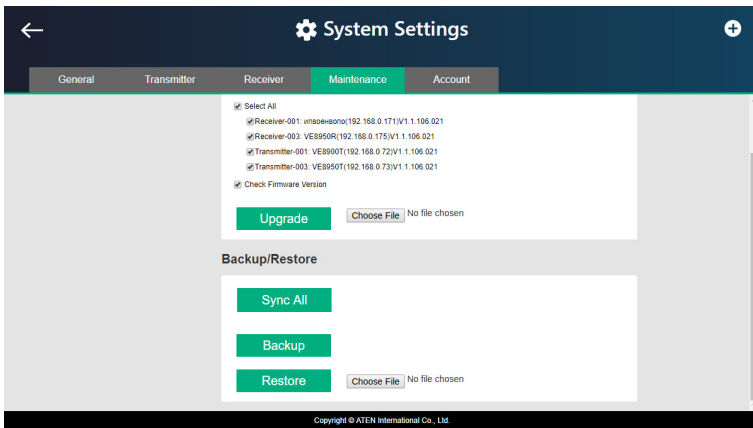 System Settings
General Transmitter Receiver Maintenance Account
Select All
Receiver-001: ипвоенвопо(192.168.0.171)V1.1.106.021
Receiver-003: VE8950R(192.168.0.175)V1.1.106.021
Transmitter-001: VE8900T(192.168.0.72)V1.1.106.021
Transmitter-003: VE8950T(192.168.0.73)V1.1.106.021
Check Firmware Version
Upgrade Choose File No file chosen
Backup/Restore
Sync All
Backup
Restore Choose File No file chosen
Copyright © ATEN International Co., Ltd.